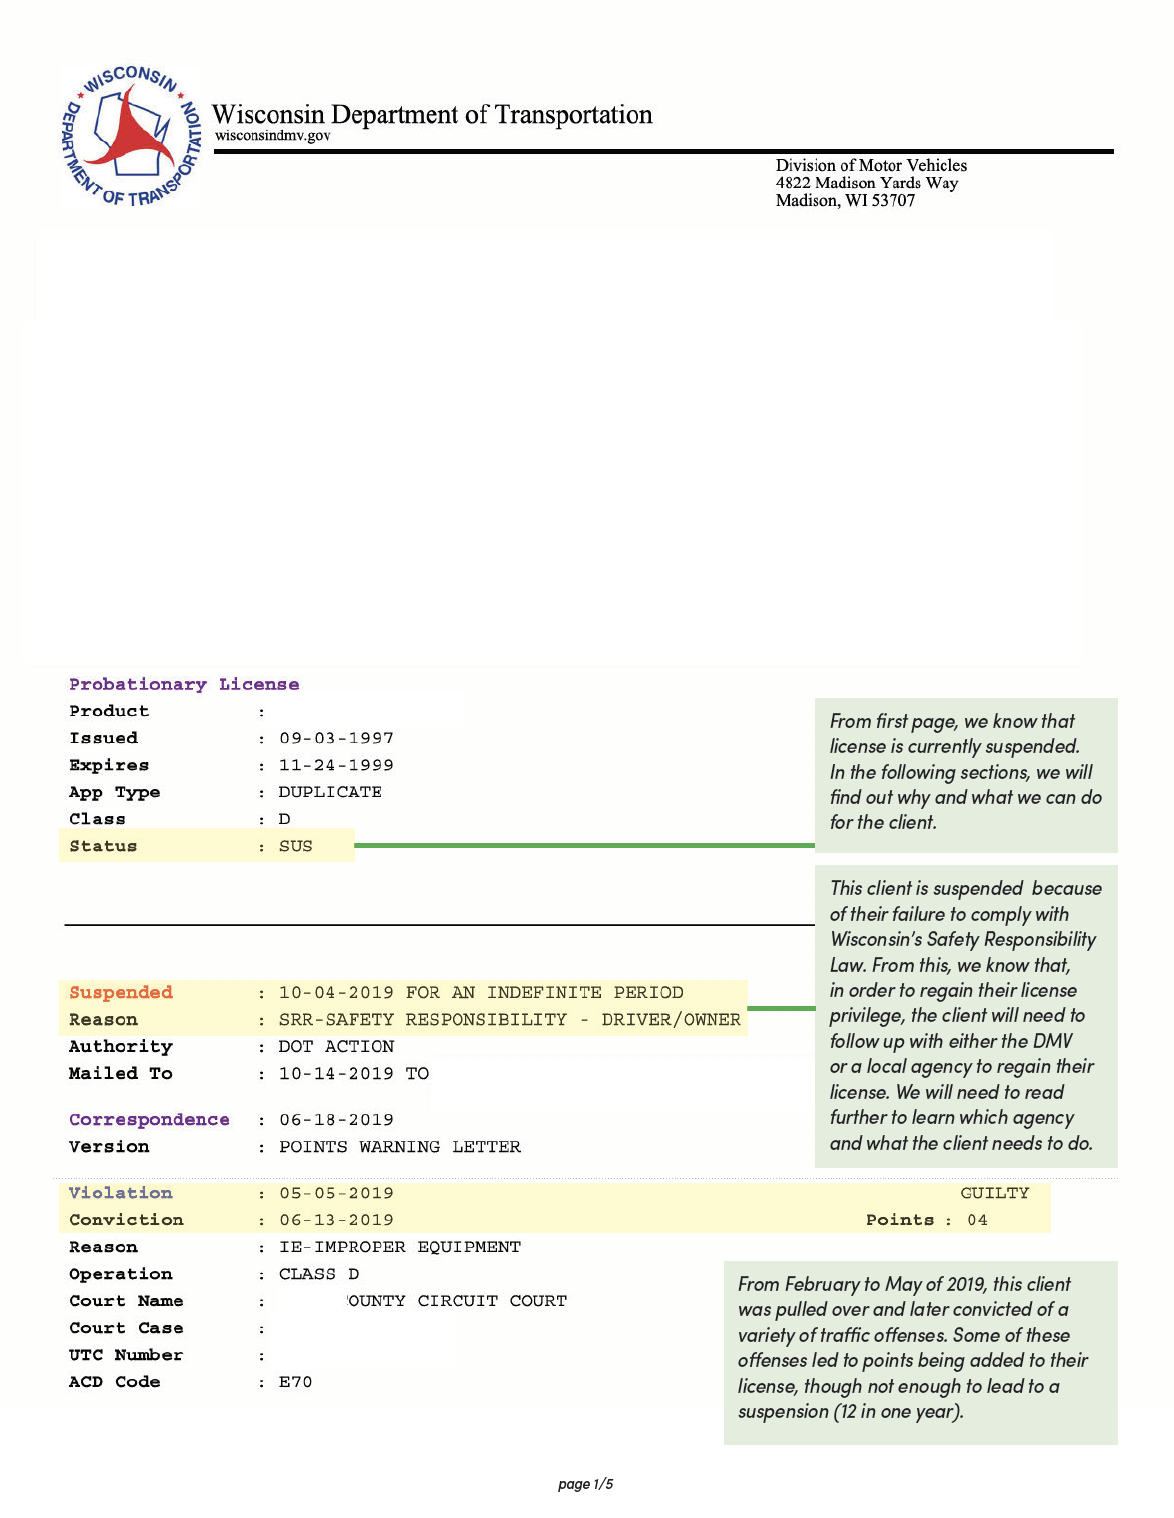 WISCONSIN
DEPARTMENT OF TRANSPORTATION
Wisconsin Department of Transportation
wisconsindmv.gov
Division of Motor Vehicles
4822 Madison Yards Way
Madison, WI 53707
Probationary License
Product :
Issued : 09-03-1997
Expires : 11-24-1999
App Type : DUPLICATE
Class : D
Status : SUS
From first page, we know that
license is currently suspended.
In the following sections, we will
find out why and what we can do
for the client.
This client is suspended because
of their failure to comply with
Wisconsin's Safety Responsibility
Law. From this, we know that,
in order to regain their license
privilege, the client will need to
follow up with either the DMV
or a local agency to regain their
license. We will need to read
further to learn which agency
and what the client needs to do.
Suspended : 10-04-2019 FOR AN INDEFINITE PERIOD
Reason : SRR-SAFETY RESPONSIBILITY - DRIVER/OWNER
Authority : DOT ACTION
Mailed To : 10-14-2019 TO
Correspondence : 06-18-2019
Version : POINTS WARNING LETTER
Violation : 05-05-2019 GUILTY
Conviction : 06-13-2019 Points : 04
Reason : IE-IMPROPER EQUIPMENT
Operation : CLASS D
Court Name : OUNTY CIRCUIT COURT
Court Case :
UTC Number :
ACD Code : E70
From February to May of 2019, this client
was pulled over and later convicted of a
variety of traffic offenses. Some of these
offenses led to points being added to their
license, though not enough to lead to a
suspension (12 in one year).
page 1/5